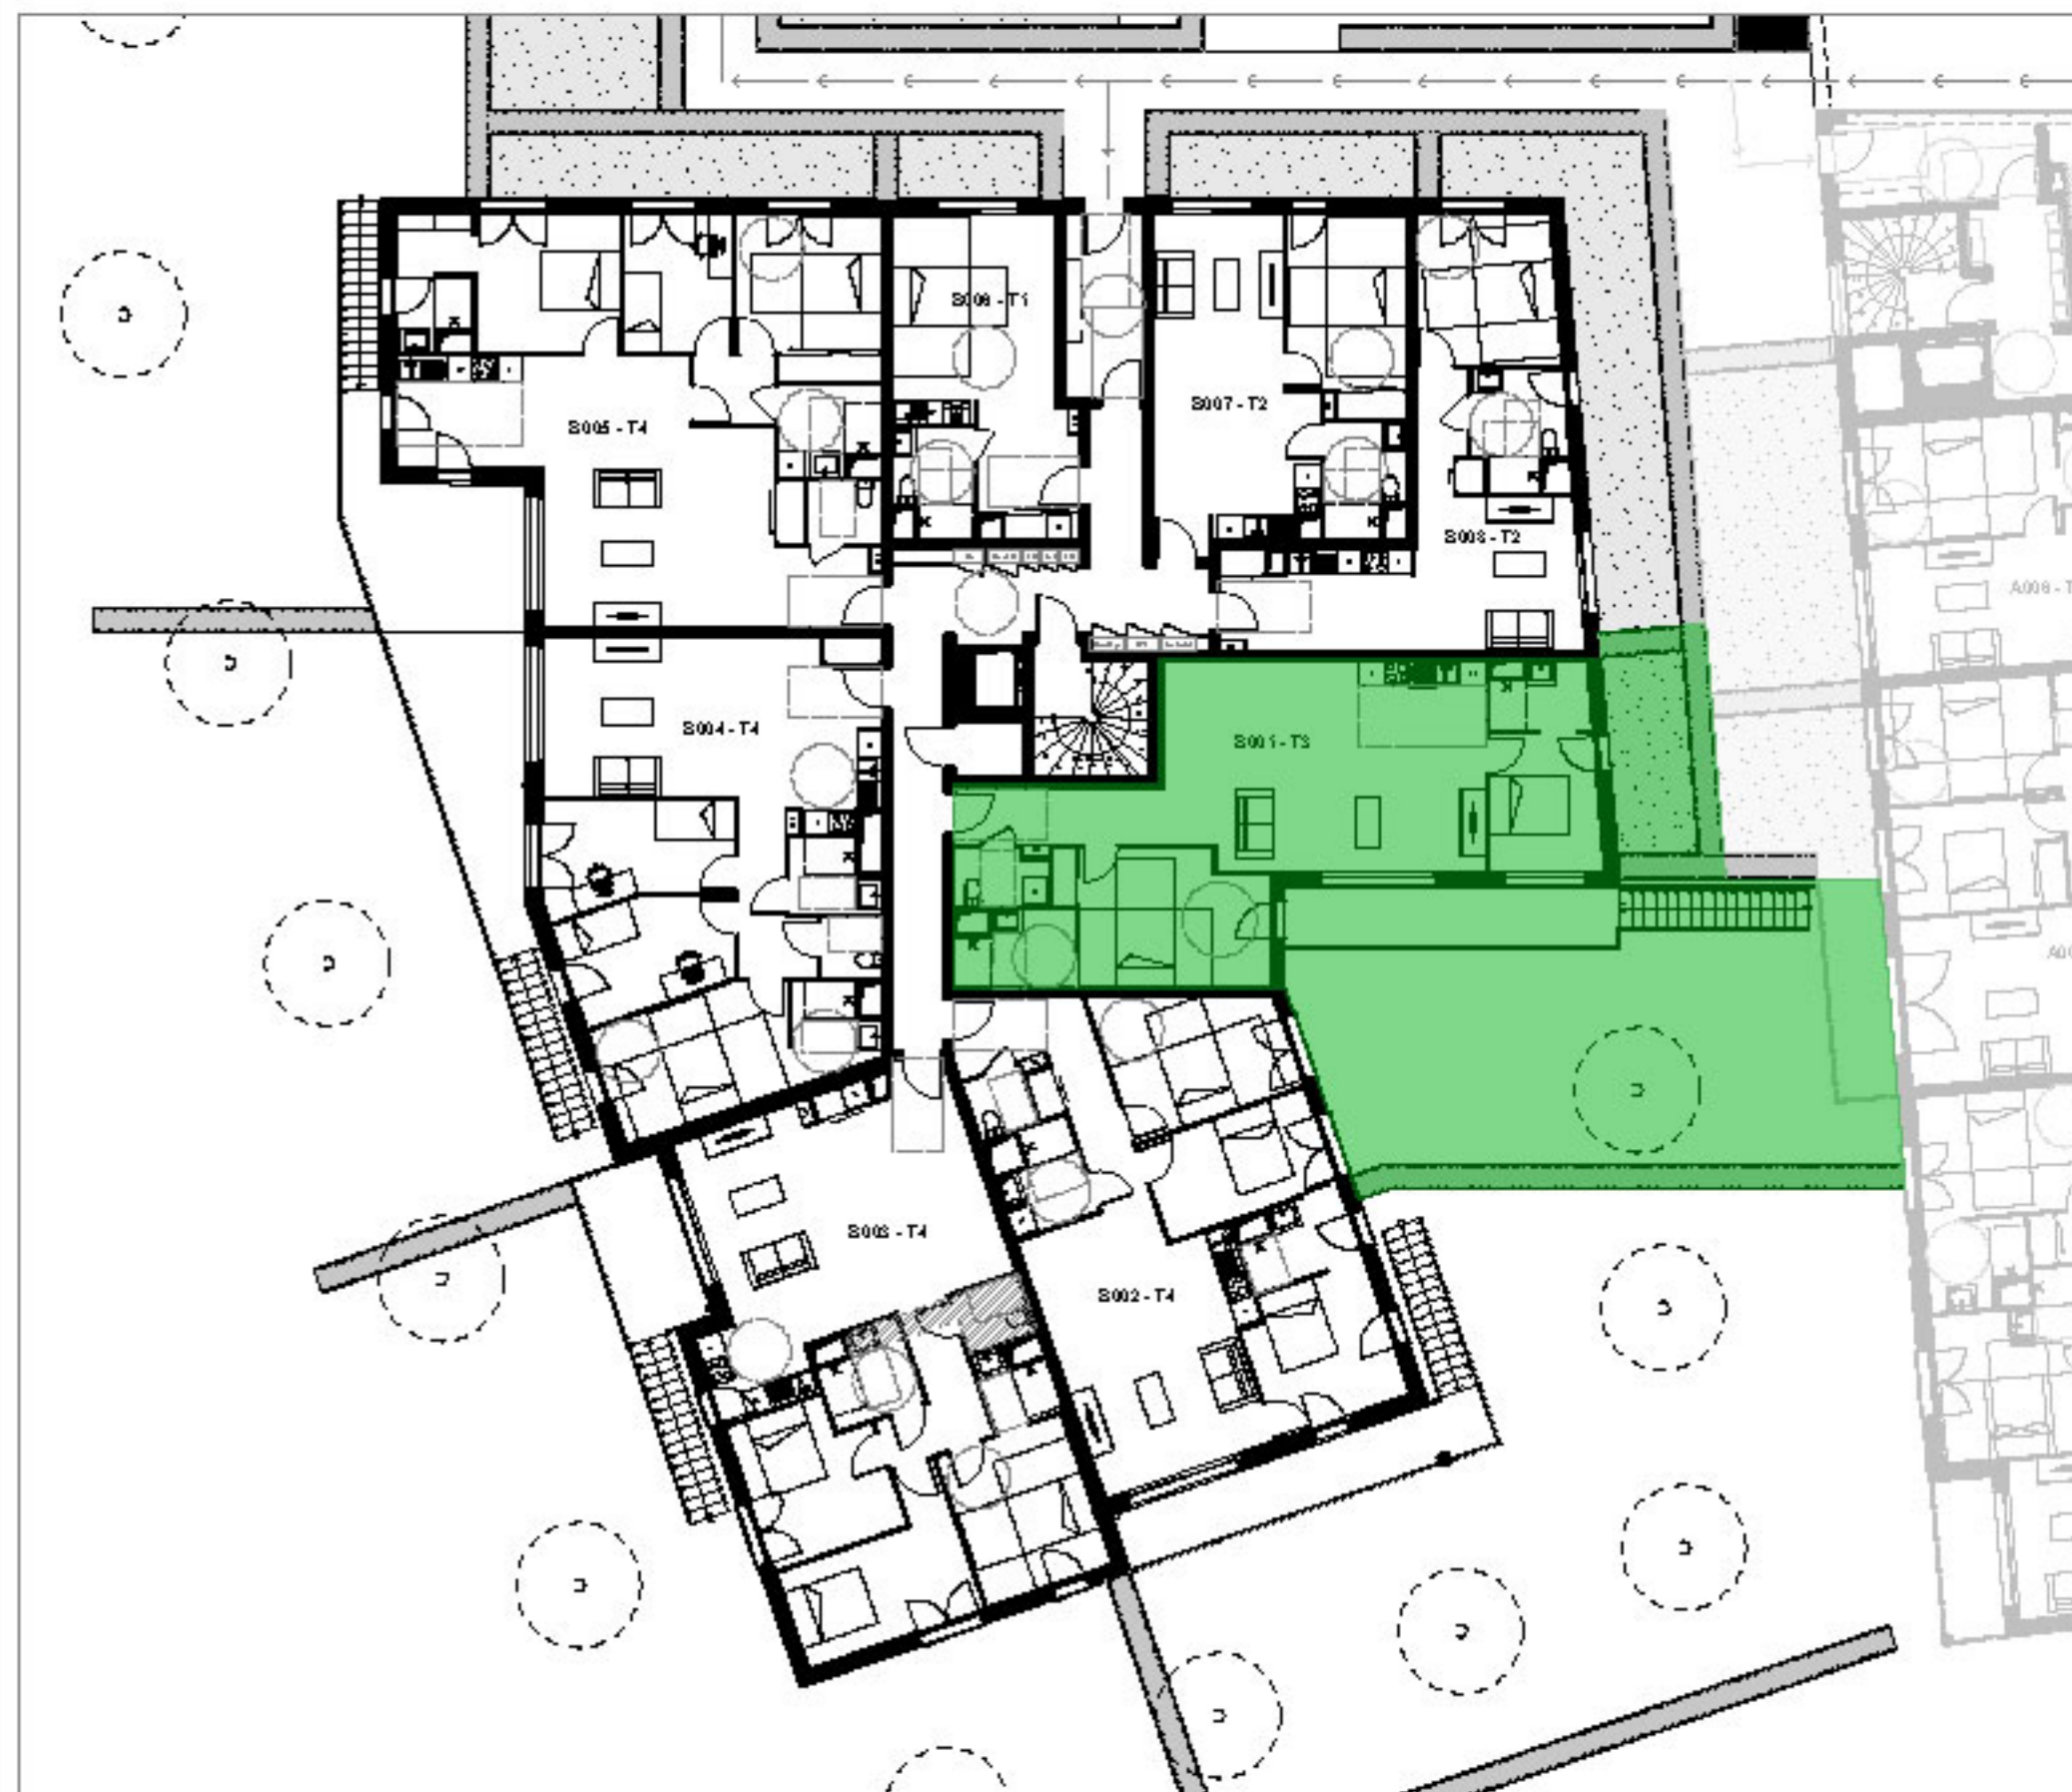 S006 - T1
S007 - T2
S005 - T4
S008 - T2
S004 - T4
S001 - T3
S003 - T4
S002 - T4